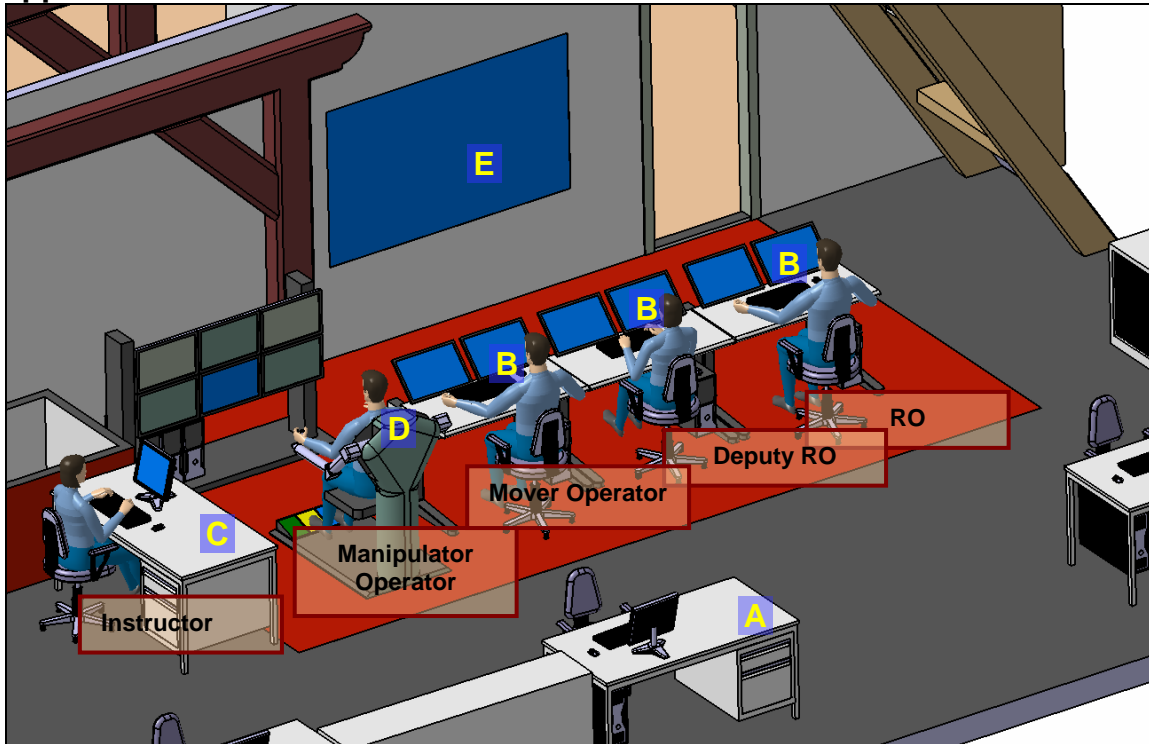 E
B
B
B
D
RO
Deputy RO
Mover Operator
C
Manipulator
Operator
A
Instructor